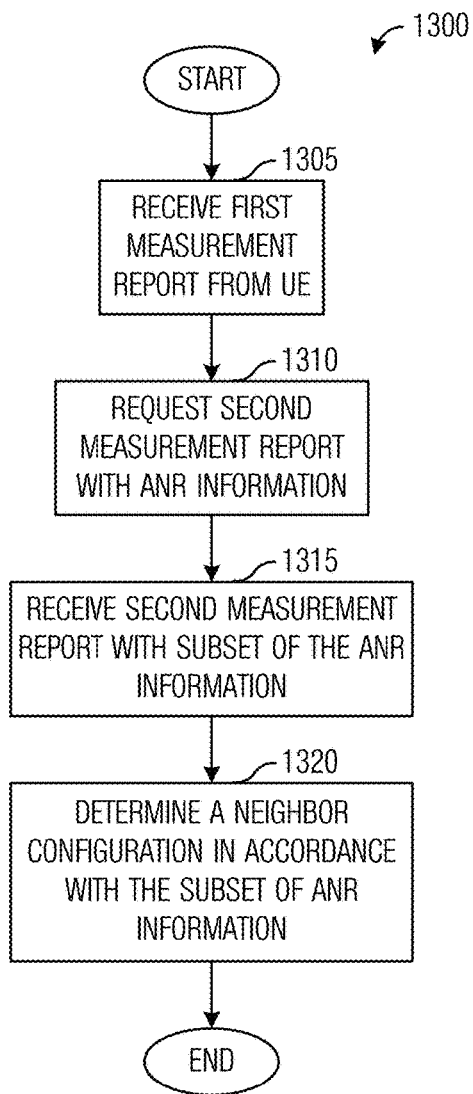 1300
START
1305
RECEIVE FIRST
MEASUREMENT
REPORT FROM UE
1310
REQUEST SECOND
MEASUREMENT REPORT
WITH ANR INFORMATION
1315
RECEIVE SECOND MEASUREMENT
REPORT WITH SUBSET OF THE ANR
INFORMATION
1320
DETERMINE A NEIGHBOR
CONFIGURATION IN ACCORDANCE
WITH THE SUBSET OF ANR
INFORMATION
END